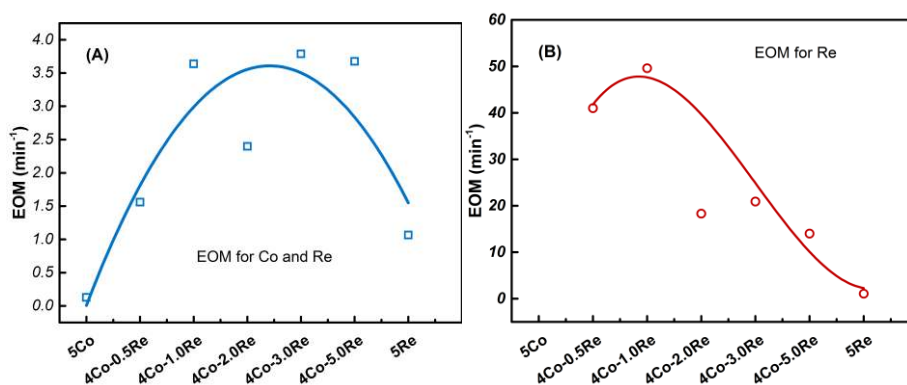 (A)
EOM (min⁻¹)
4.0
3.5
3.0
2.5
2.0
1.5
1.0
0.5
0.0
EOM for Co and Re
5Co
4Co-0.5Re
4Co-1.0Re
4Co-2.0Re
4Co-3.0Re
4Co-5.0Re
5Re
(B)
EOM for Re
EOM (min⁻¹)
60
50
40
30
20
10
0
5Co
4Co-0.5Re
4Co-1.0Re
4Co-2.0Re
4Co-3.0Re
4Co-5.0Re
5Re